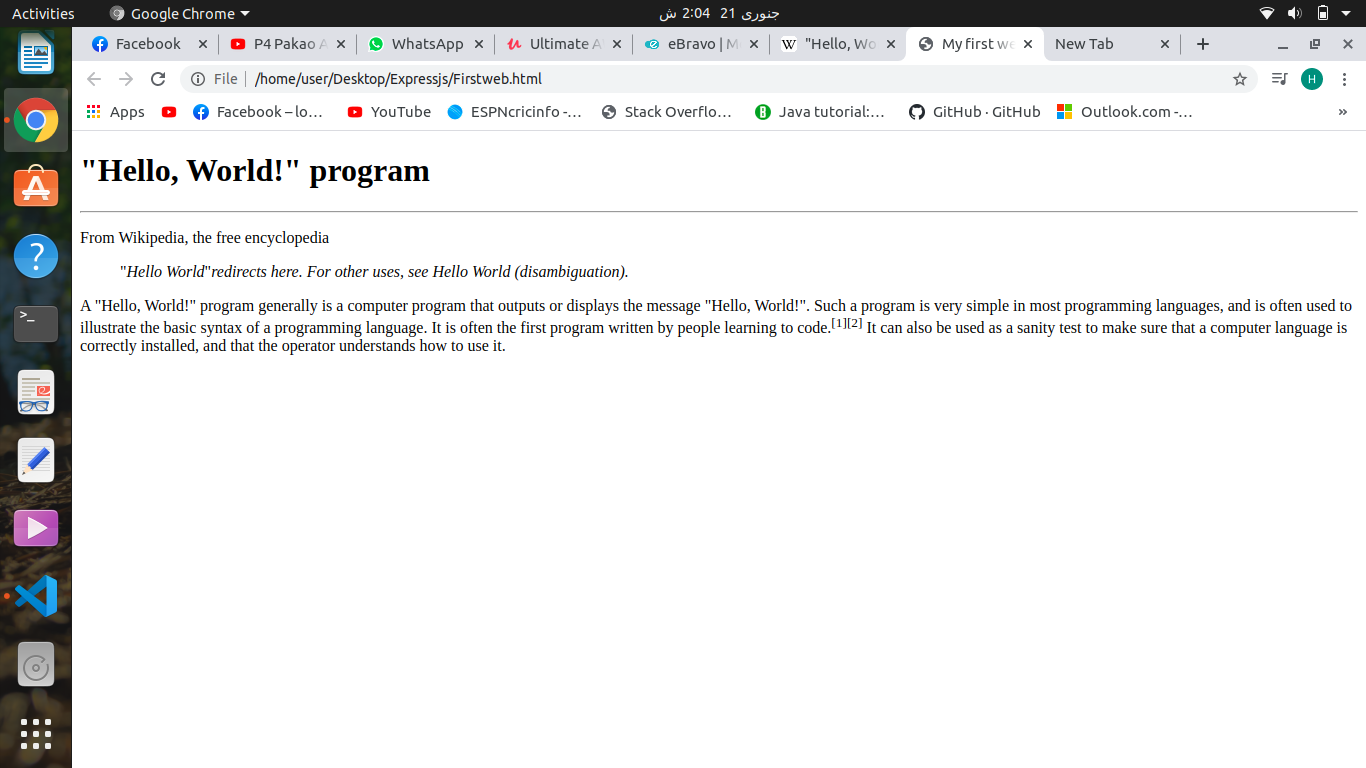 Activities Google Chrome ش 2:04 21 جنوری
Facebook P4 Pakao A WhatsApp Ultimate A eBravo | M "Hello, Wo My first we New Tab
File /home/user/Desktop/Expressjs/Firstweb.html H
Apps Facebook – lo… YouTube ESPNcricinfo -… Stack Overflo… Java tutorial:… GitHub · GitHub Outlook.com -… »
"Hello, World!" program
From Wikipedia, the free encyclopedia
"Hello World"redirects here. For other uses, see Hello World (disambiguation).
A "Hello, World!" program generally is a computer program that outputs or displays the message "Hello, World!". Such a program is very simple in most programming languages, and is often used to
illustrate the basic syntax of a programming language. It is often the first program written by people learning to code.[1][2] It can also be used as a sanity test to make sure that a computer language is
correctly installed, and that the operator understands how to use it.